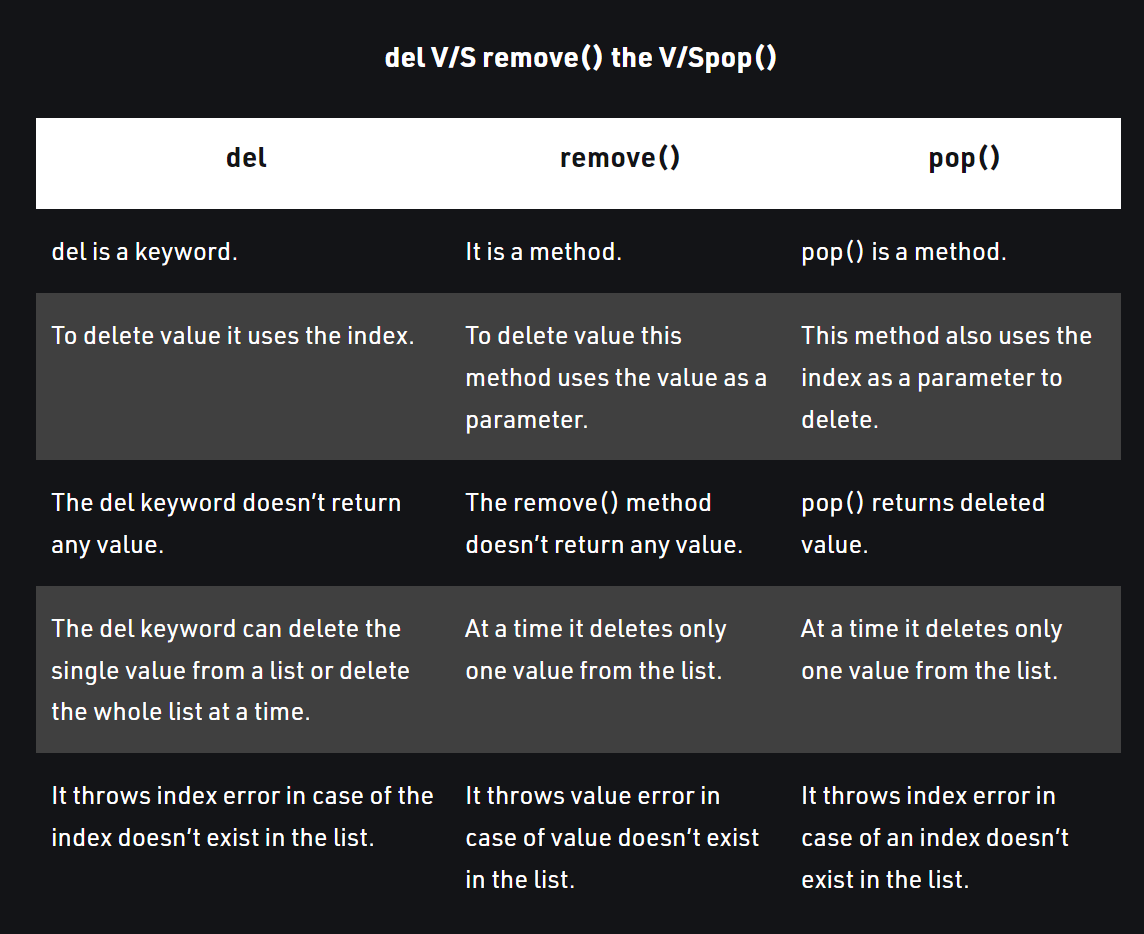 del V/S remove() the V/Spop()
del
remove()
pop()
del is a keyword.
It is a method.
pop() is a method.
To delete value it uses the index.
To delete value this
method uses the value as a
parameter.
This method also uses the
index as a parameter to
delete.
The del keyword doesn’t return
any value.
The remove() method
doesn’t return any value.
pop() returns deleted
value.
The del keyword can delete the
single value from a list or delete
the whole list at a time.
At a time it deletes only
one value from the list.
At a time it deletes only
one value from the list.
It throws index error in case of the
index doesn’t exist in the list.
It throws value error in
case of value doesn’t exist
in the list.
It throws index error in
case of an index doesn’t
exist in the list.